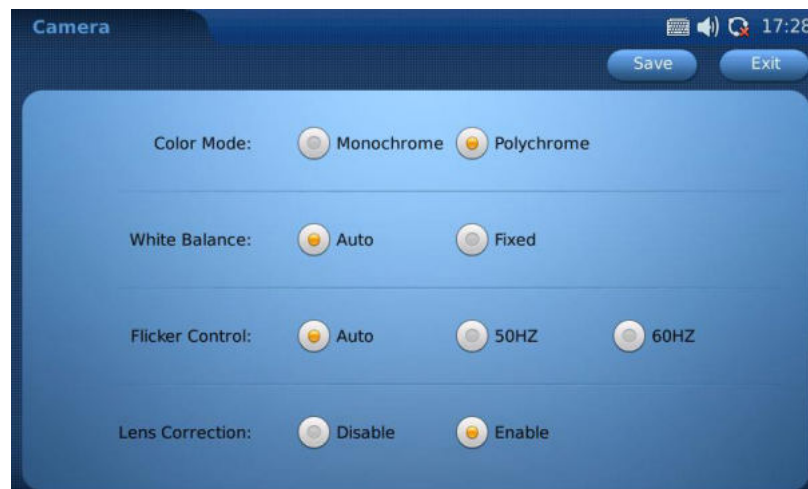 Camera 17:28
Save Exit
Color Mode: Monochrome Polychrome
White Balance: Auto Fixed
Flicker Control: Auto 50HZ 60HZ
Lens Correction: Disable Enable